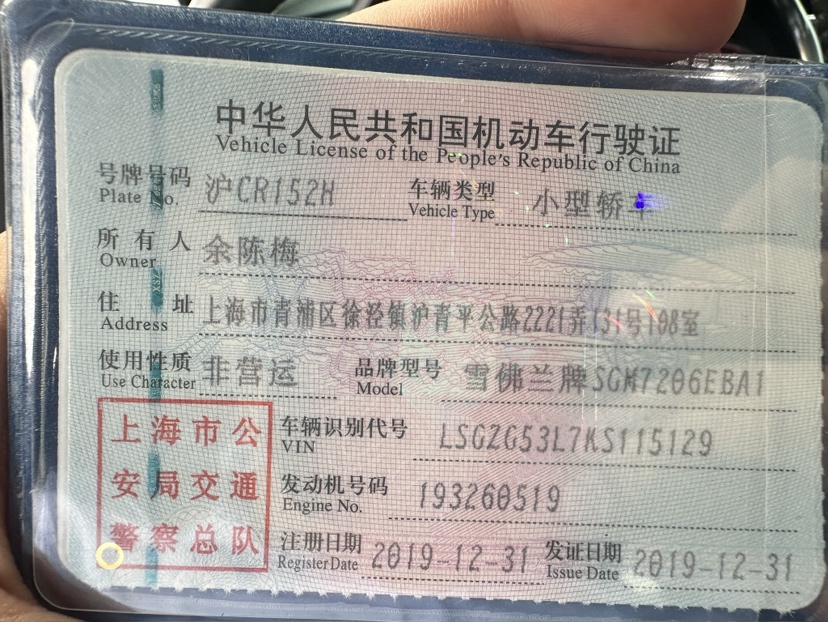 中华人民共和国机动车行驶证
Vehicle License of the People's Republic of China
号牌号码 沪CR152H 车辆类型 小型轿车
Plate No. Vehicle Type
所有人 余陈梅
Owner
住址 上海市青浦区徐泾镇沪青平公路2221弄131号108室
Address
使用性质 非营运 品牌型号 雪佛兰牌SGM7206EBA1
Use Character Model
上海市公
安局交通
警察总队
车辆识别代号 LSGZG53L7KS115129
VIN
发动机号码 193260519
Engine No.
注册日期 2019-12-31 发证日期 2019-12-31
Register Date Issue Date